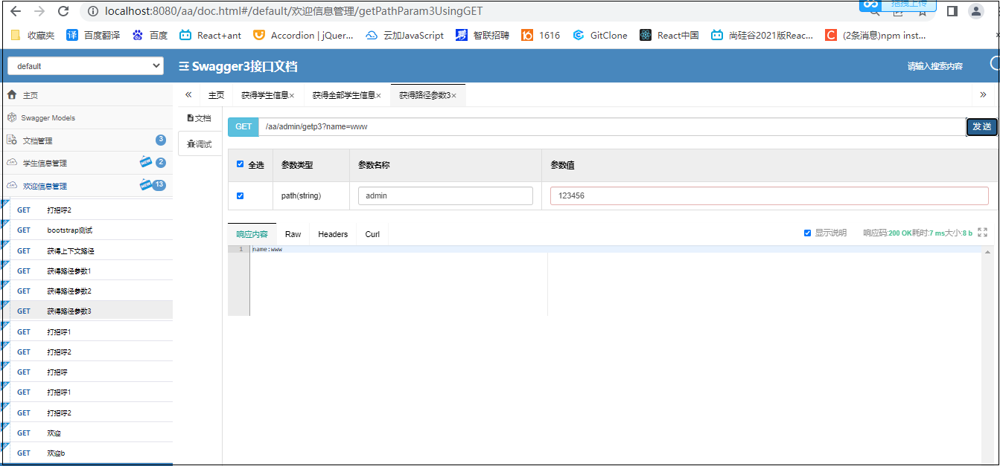 拖拽上传
localhost:8080/aa/doc.html#/default/欢迎信息管理/getPathParam3UsingGET
收藏夹 译 百度翻译 百度 React+ant Accordion | jQuer... 云加JavaScript 智联招聘 16 1616 GitClone React中国 尚硅谷2021版Reac... C (2条消息)npm inst...
default Swagger3接口文档 请输入搜索内容
主页
Swagger Models
文档管理 3
学生信息管理 NEW 2
欢迎信息管理 NEW 13
GET 打招呼2
GET bootstrap测试
GET 获得上下文路径
GET 获得路径参数1
GET 获得路径参数2
GET 获得路径参数3
GET 打招呼1
GET 打招呼2
GET 打招呼
GET 打招呼1
GET 打招呼2
GET 欢迎
GET 欢迎b
« 主页 获得学生信息× 获得全部学生信息× 获得路径参数3× »
文档
调试
GET /aa/admin/getp3?name=www 发送
全选 参数类型 参数名称 参数值
path(string) admin 123456
响应内容 Raw Headers Curl 显示说明 响应码:200 OK耗时:7 ms大小:8 b
1 name:www